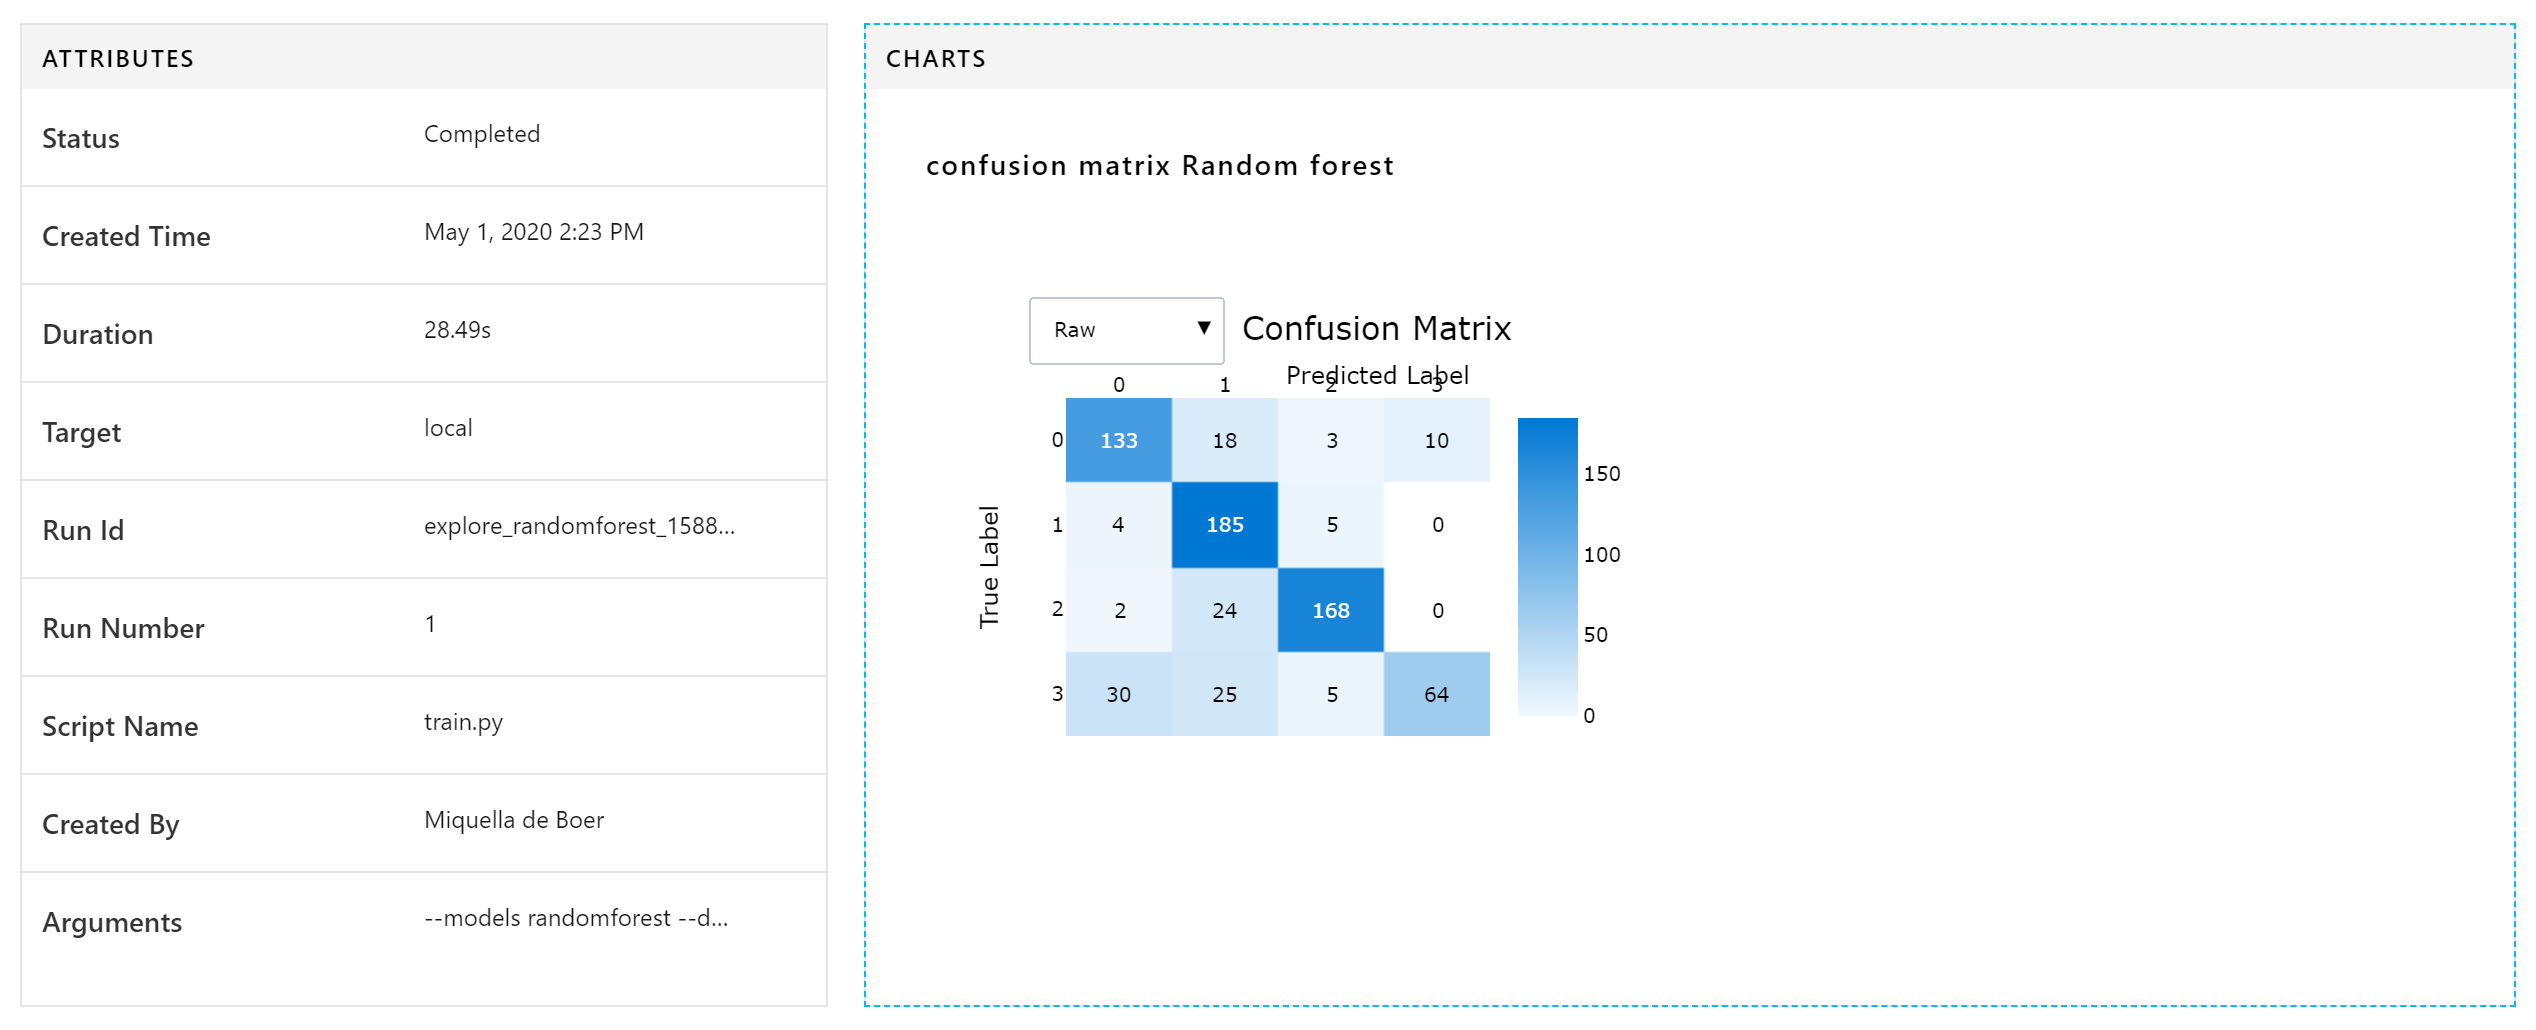 ATTRIBUTES
Status Completed
Created Time May 1, 2020 2:23 PM
Duration 28.49s
Target local
Run Id explore_randomforest_1588...
Run Number 1
Script Name train.py
Created By Miquella de Boer
Arguments --models randomforest --d...
CHARTS
confusion matrix Random forest
Raw ▼ Confusion Matrix
Predicted Label
0 1 2 3
True Label
0 133 18 3 10
1 4 185 5 0
2 2 24 168 0
3 30 25 5 64
150
100
50
0